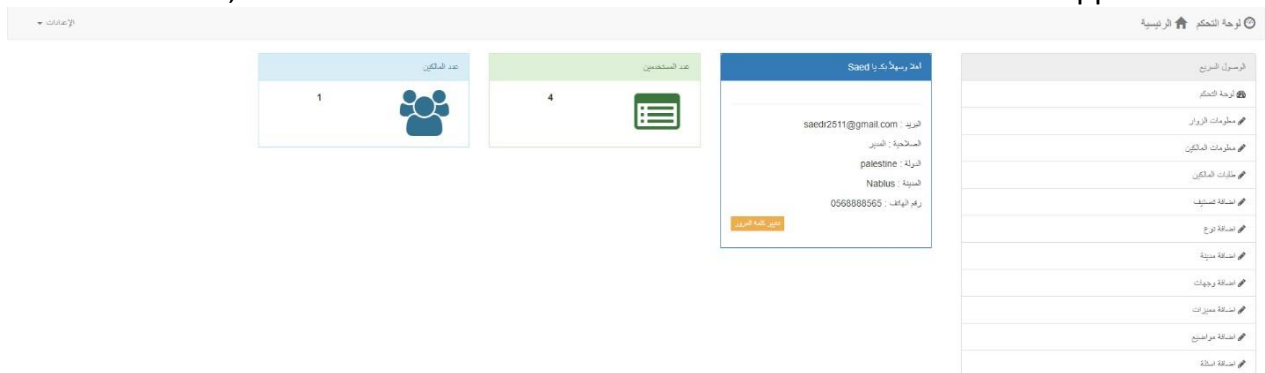 لوحة التحكم الرئيسية
الإعدادات
الوصول السريع
لوحة التحكم
معلومات الزوار
معلومات المالكين
طلبات المالكين
اضافة تصنيف
اضافة نوع
اضافة مدينة
اضافة وجهات
اضافة مميزات
اضافة مواضيع
اضافة اسئلة
اهلا وسهلاً بك يا Saed
البريد : saedr2511@gmail.com
الصلاحية : المدير
الدولة : palestine
المدينة : Nablus
رقم الهاتف : 0568888565
تغيير كلمة المرور
عدد المستخدمين
4
عدد المالكين
1